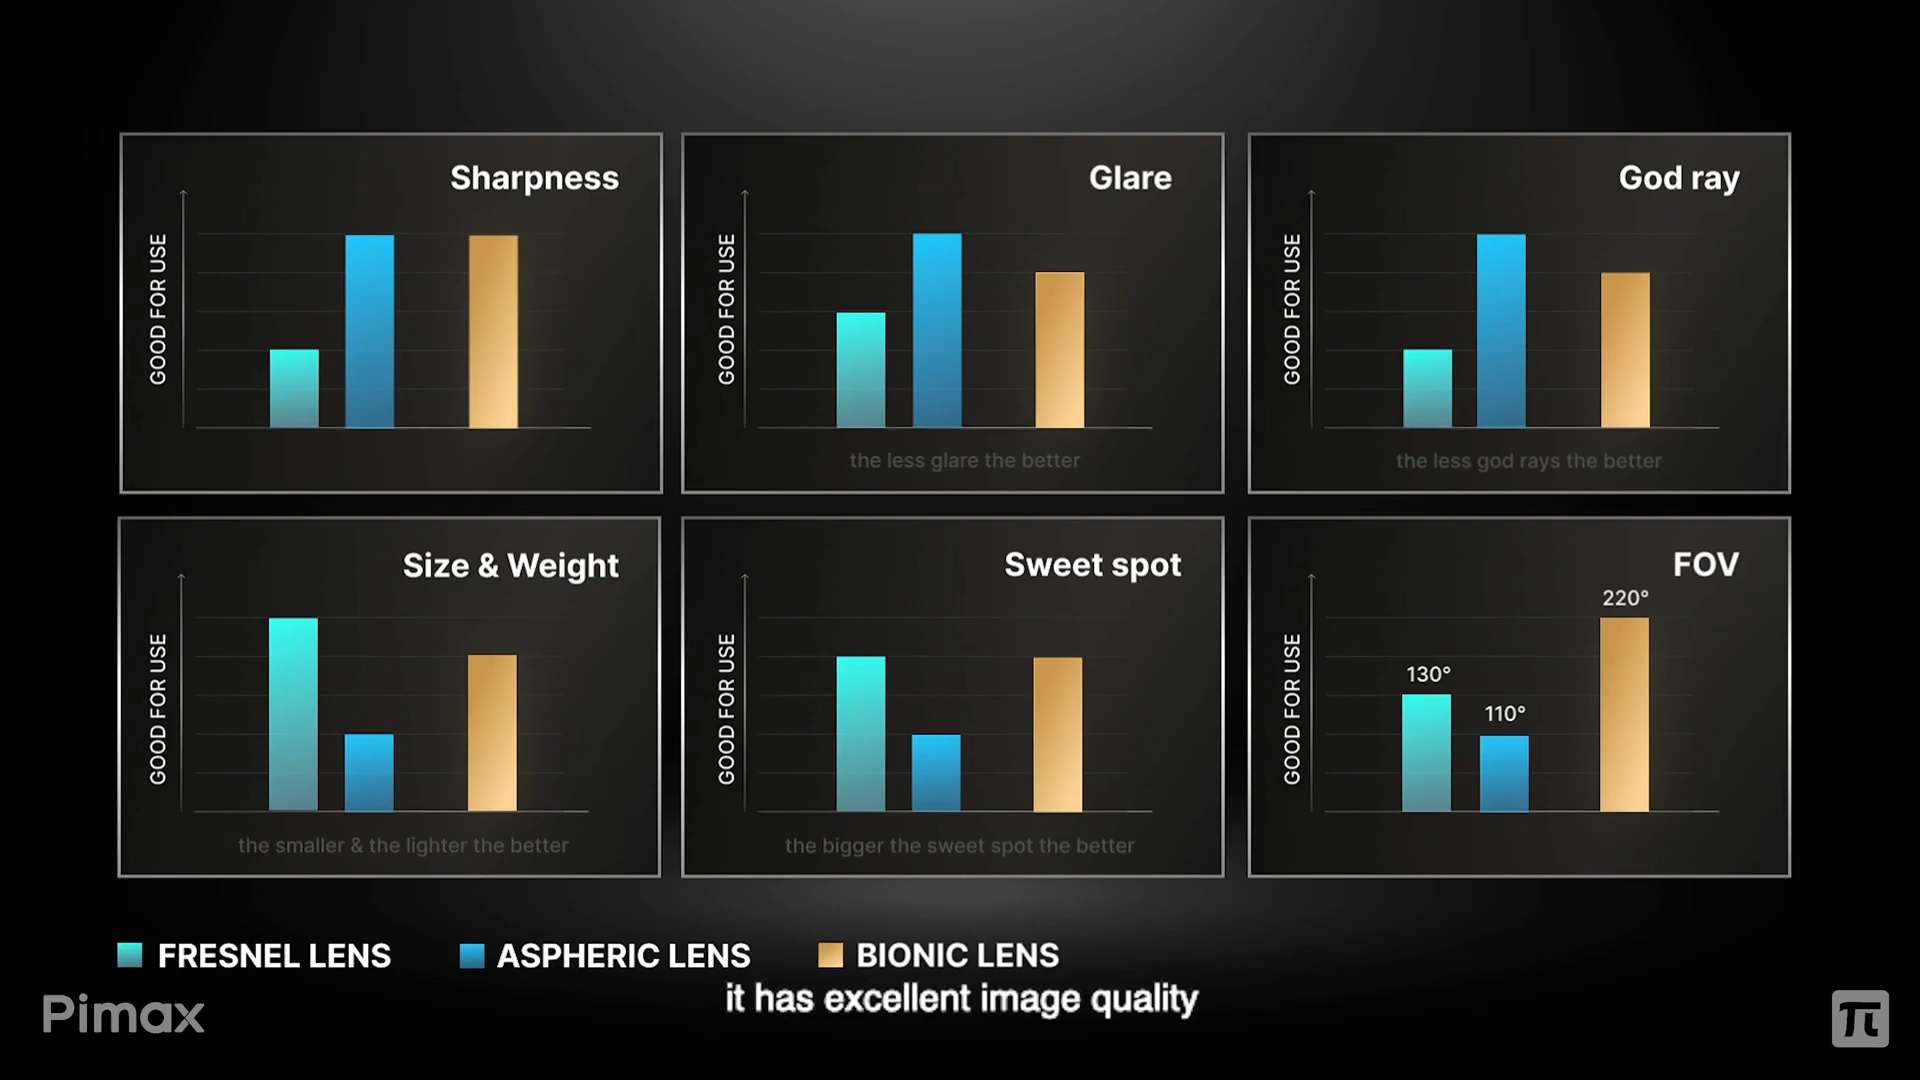 Sharpness
GOOD FOR USE
Glare
GOOD FOR USE
the less glare the better
God ray
GOOD FOR USE
the less god rays the better
Size & Weight
GOOD FOR USE
the smaller & the lighter the better
Sweet spot
GOOD FOR USE
the bigger the sweet spot the better
FOV
GOOD FOR USE
130°
110°
220°
FRESNEL LENS
ASPHERIC LENS
BIONIC LENS
it has excellent image quality
Pimax
π